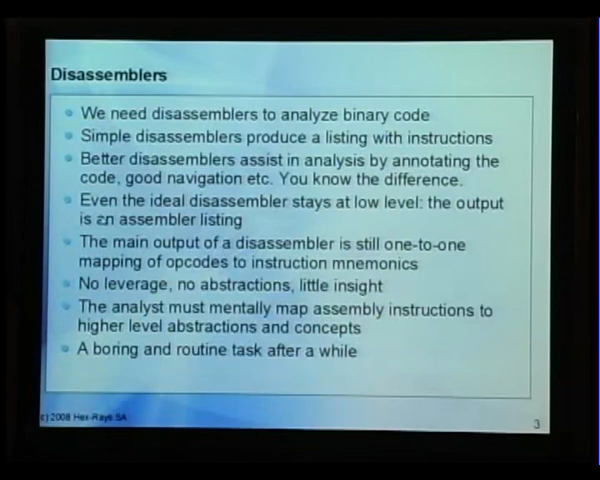 Disassemblers
We need disassemblers to analyze binary code
Simple disassemblers produce a listing with instructions
Better disassemblers assist in analysis by annotating the
code, good navigation etc. You know the difference.
Even the ideal disassembler stays at low level: the output
is an assembler listing
The main output of a disassembler is still one-to-one
mapping of opcodes to instruction mnemonics
No leverage, no abstractions, little insight
The analyst must mentally map assembly instructions to
higher level abstractions and concepts
A boring and routine task after a while
c) 2008 Hex-Rays SA
3